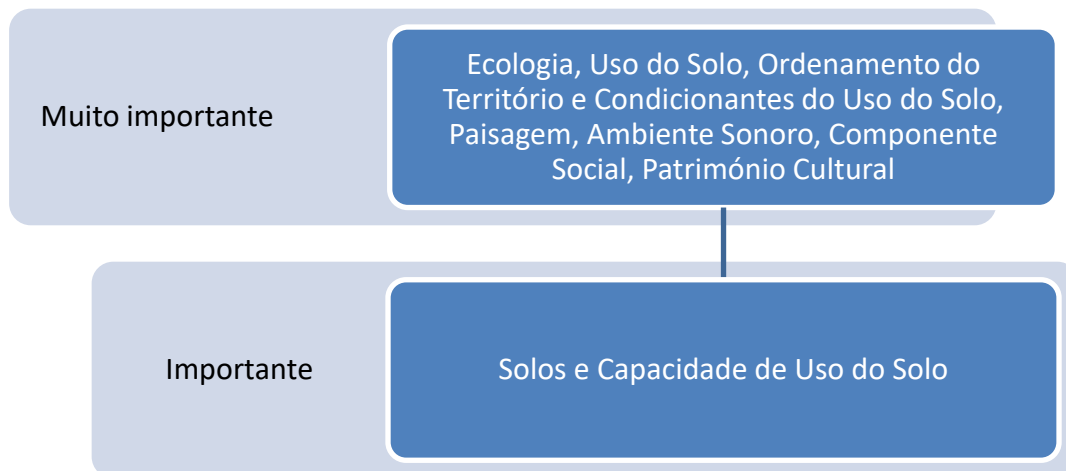 Muito importante
Ecologia, Uso do Solo, Ordenamento do
Território e Condicionantes do Uso do Solo,
Paisagem, Ambiente Sonoro, Componente
Social, Património Cultural
Importante
Solos e Capacidade de Uso do Solo